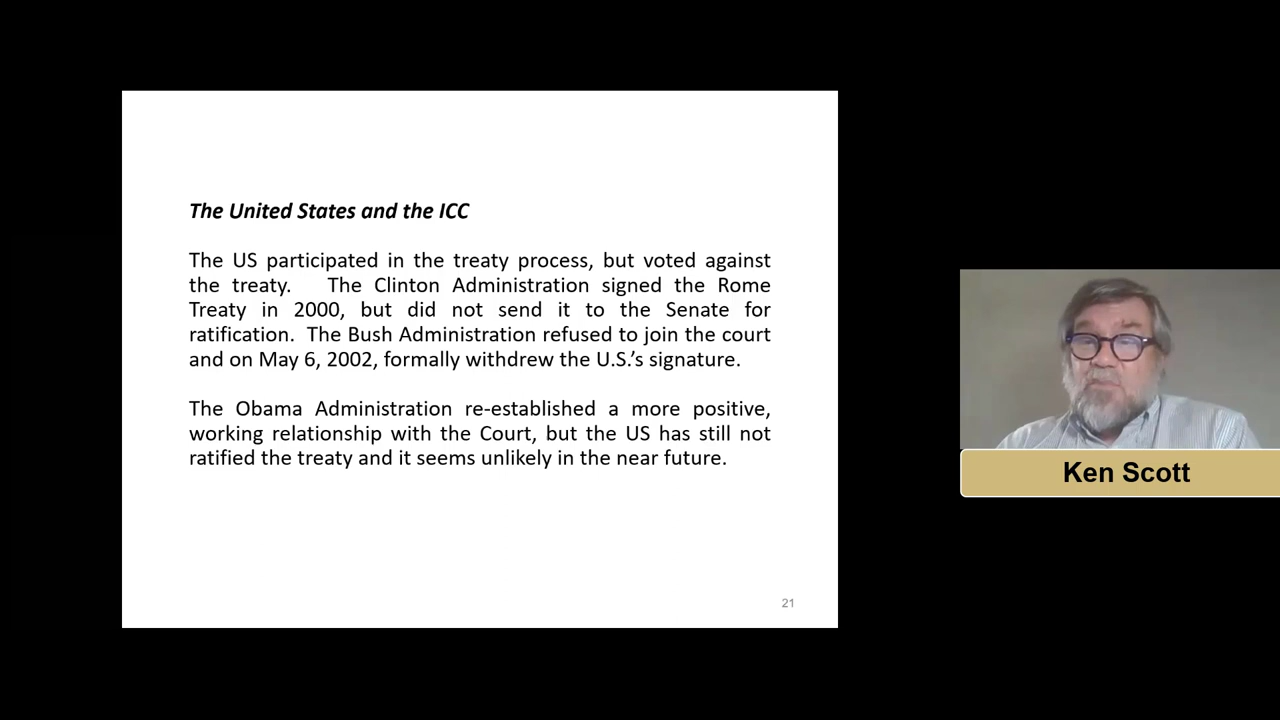 The United States and the ICC
The US participated in the treaty process, but voted against
the treaty. The Clinton Administration signed the Rome
Treaty in 2000, but did not send it to the Senate for
ratification. The Bush Administration refused to join the court
and on May 6, 2002, formally withdrew the U.S.’s signature.
The Obama Administration re-established a more positive,
working relationship with the Court, but the US has still not
ratified the treaty and it seems unlikely in the near future.
21
Ken Scott